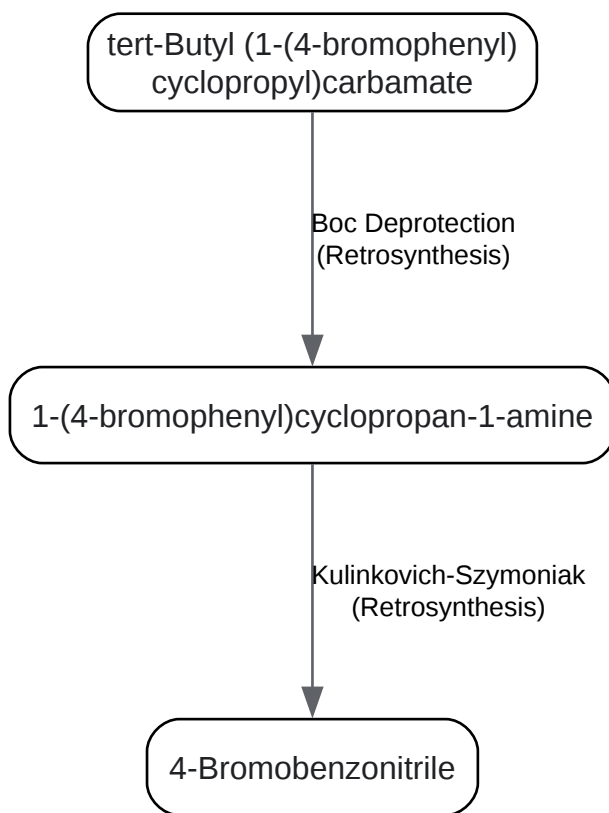 tert-Butyl (1-(4-bromophenyl)
cyclopropyl)carbamate
Boc Deprotection
(Retrosynthesis)
1-(4-bromophenyl)cyclopropan-1-amine
Kulinkovich-Szymoniak
(Retrosynthesis)
4-Bromobenzonitrile